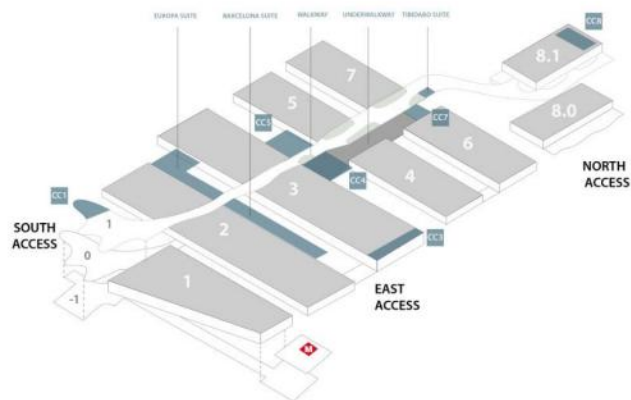 EUROPA SUITE
BARCELONA SUITE
WALKWAY
UNDERWALKWAY
TIBIDABO SUITE
CC8
8.1
7
8.0
5
CC5
CC7
6
NORTH
ACCESS
4
CC4
3
CC1
1
SOUTH
ACCESS
2
CC3
0
EAST
ACCESS
-1
1
M